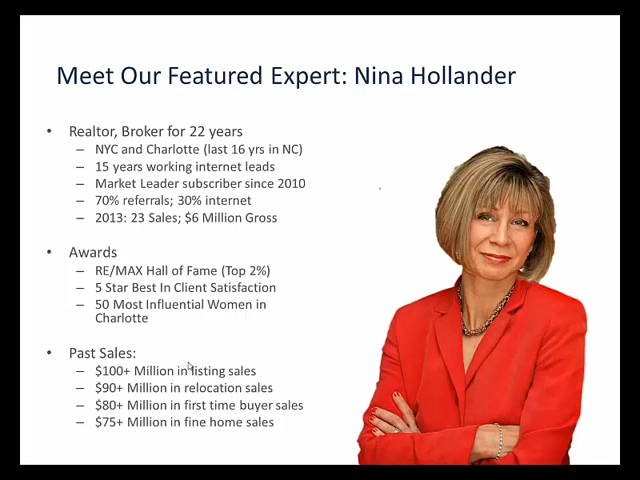 Meet Our Featured Expert: Nina Hollander
• Realtor, Broker for 22 years
– NYC and Charlotte (last 16 yrs in NC)
– 15 years working internet leads
– Market Leader subscriber since 2010
– 70% referrals; 30% internet
– 2013: 23 Sales; $6 Million Gross
• Awards
– RE/MAX Hall of Fame (Top 2%)
– 5 Star Best In Client Satisfaction
– 50 Most Influential Women in
Charlotte
• Past Sales:
– $100+ Million in listing sales
– $90+ Million in relocation sales
– $80+ Million in first time buyer sales
– $75+ Million in fine home sales